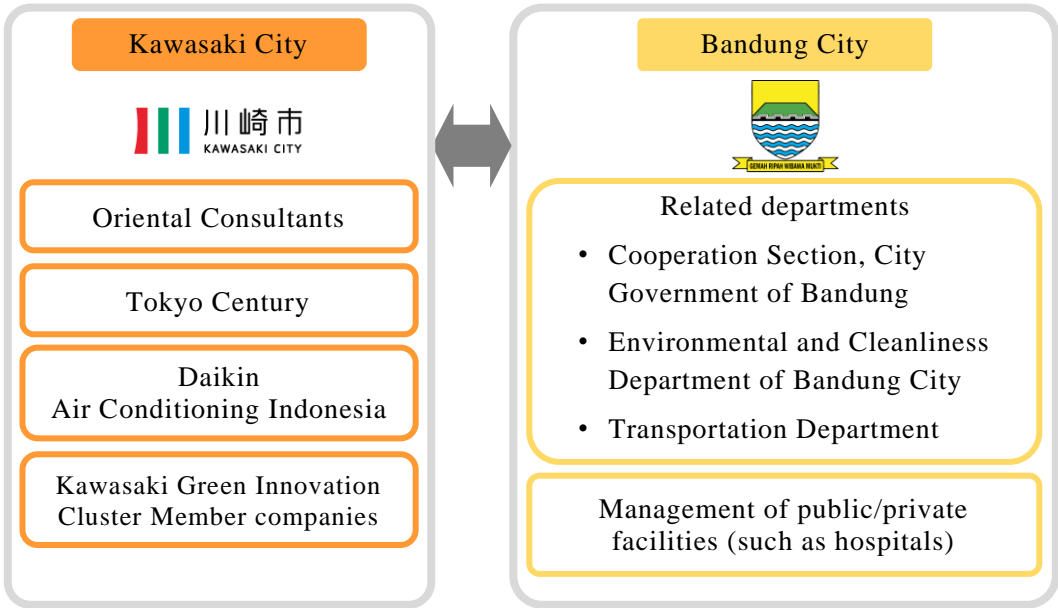 Kawasaki City
川崎市
KAWASAKI CITY
Oriental Consultants
Tokyo Century
Daikin
Air Conditioning Indonesia
Kawasaki Green Innovation
Cluster Member companies
Bandung City
GEMAH RIPAH WIBAWA MUKTI
Related departments
• Cooperation Section, City
Government of Bandung
• Environmental and Cleanliness
Department of Bandung City
• Transportation Department
Management of public/private
facilities (such as hospitals)